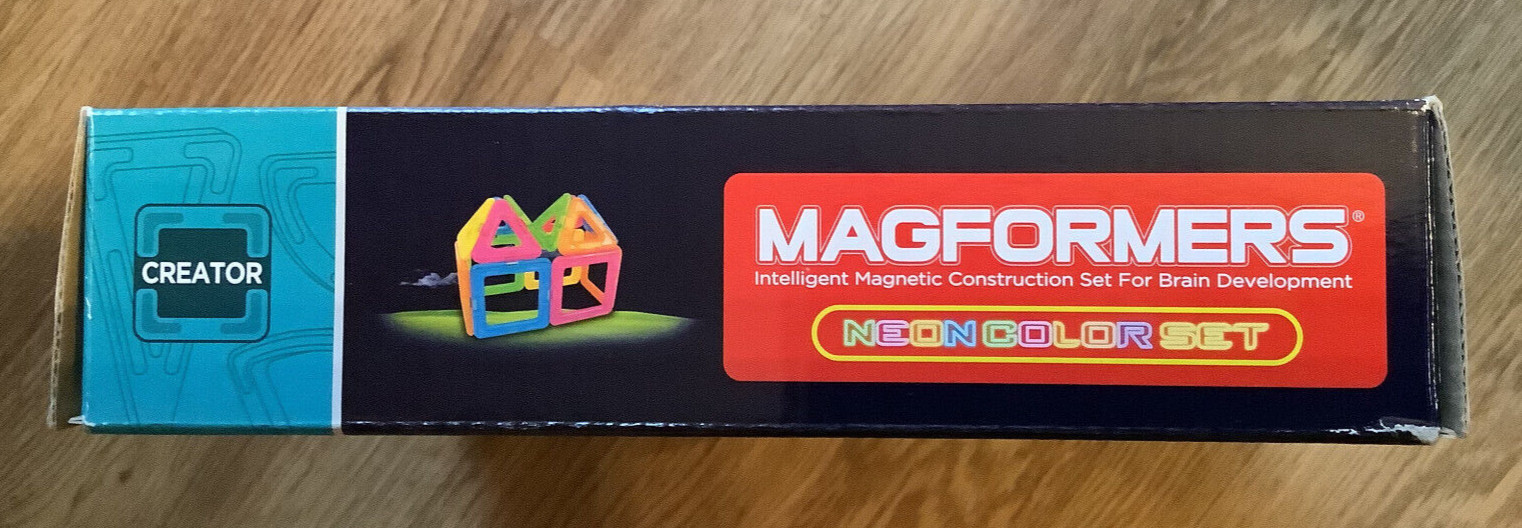 CREATOR
MAGFORMERS®
Intelligent Magnetic Construction Set For Brain Development
NEON COLOR SET